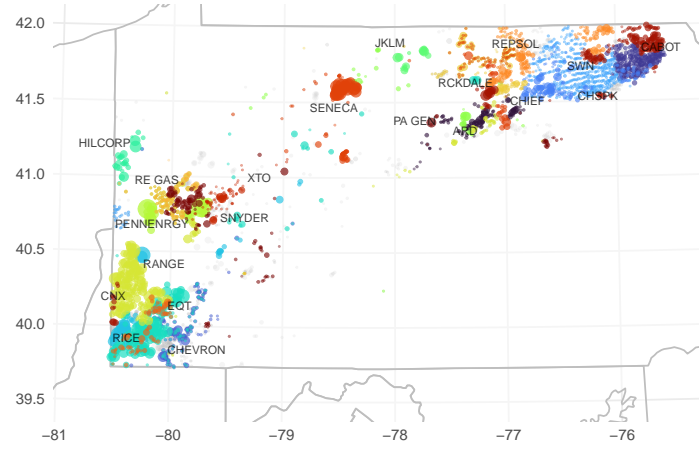 42.0
JKLM
REPSOL
CABOT
SWN
RCKDALE
41.5
SENECA
CHIEF
CHSPK
PA GEN
ARD
HILCORP
41.0
RE GAS
XTO
PENNENRGY
SNYDER
40.5
RANGE
CNX
EQT
40.0
RICE
CHEVRON
39.5
−81
−80
−79
−78
−77
−76